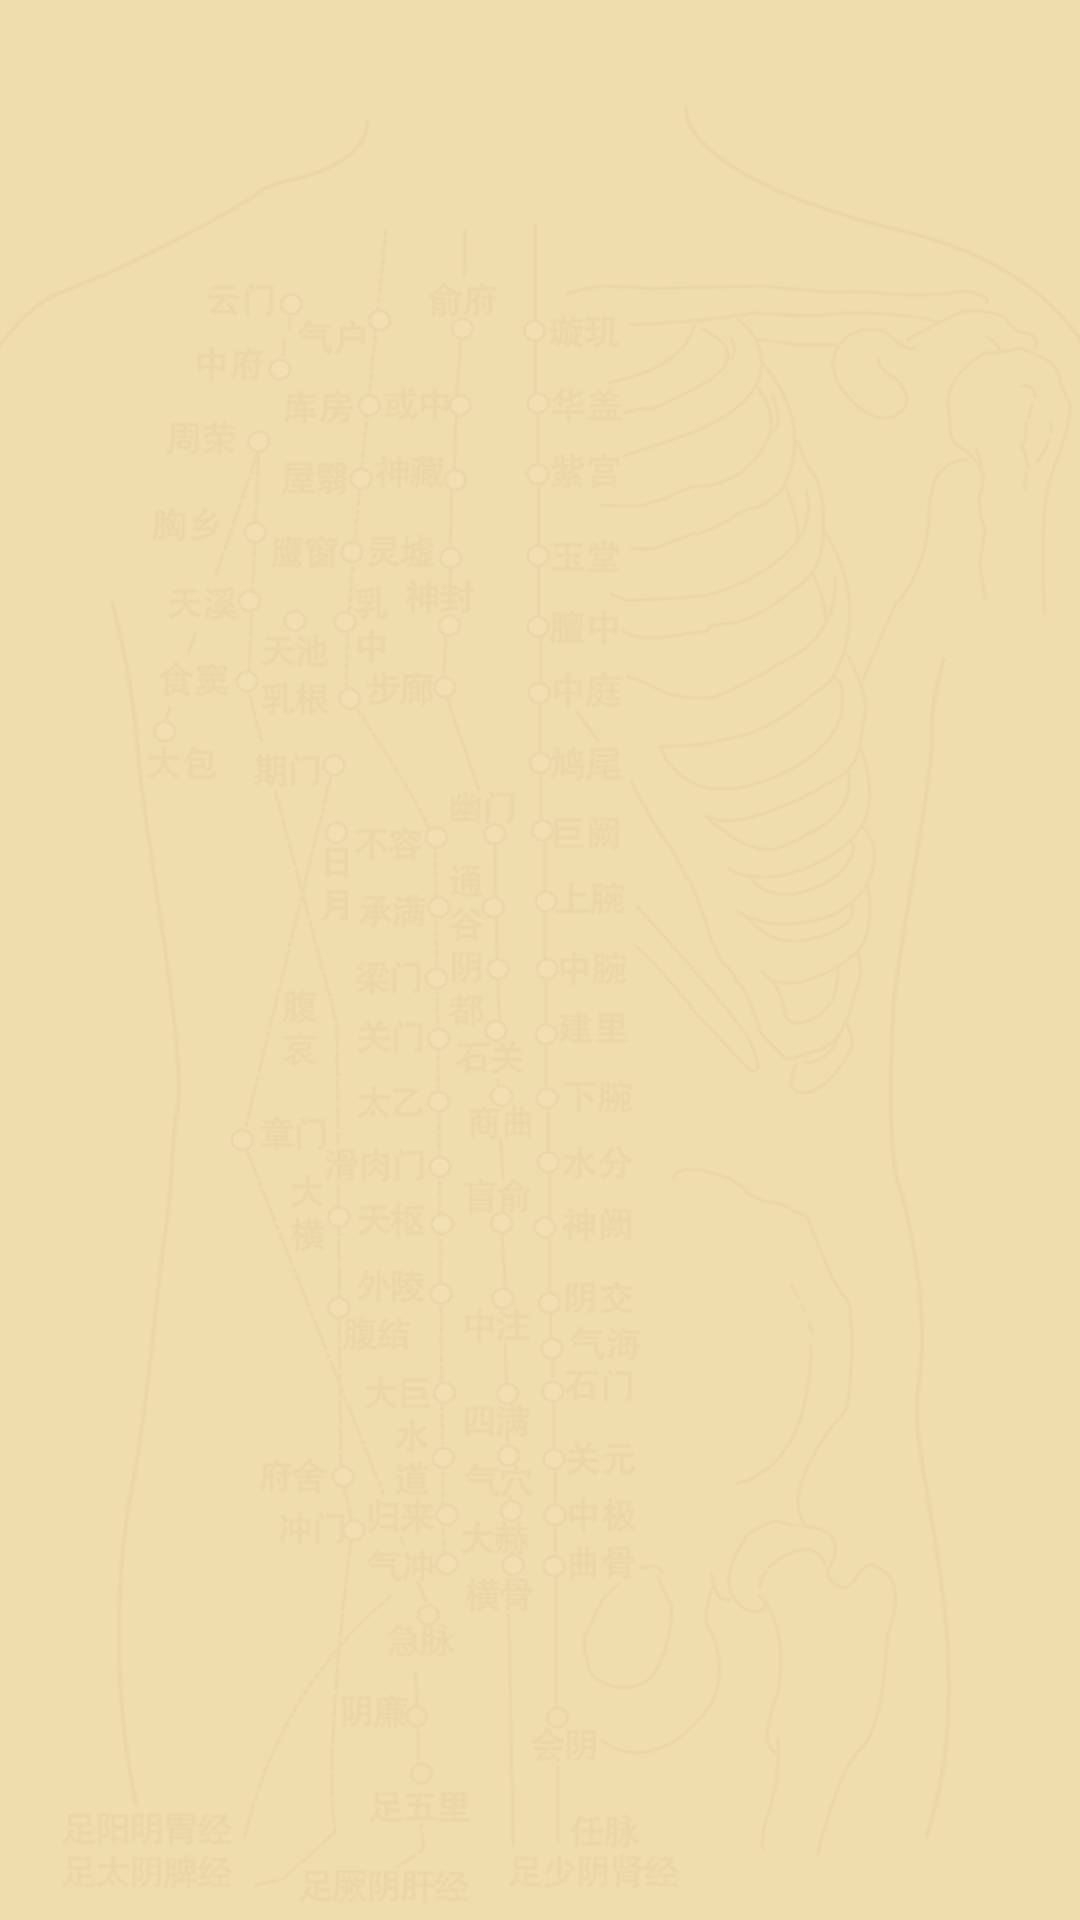 俞府
云门
气户
璇玑
中府
库房
或中
华盖
周荣
屋翳
神藏
紫宫
胸乡
鹰窗
灵墟
玉堂
天溪
乳中
神封
膻中
天池
食窦
乳根
步廊
中庭
大包
期门
鸠尾
幽门
日月
不容
巨阙
通谷
承满
上腕
梁门
阴都
中腕
腹哀
关门
石关
建里
太乙
商曲
下腕
章门
滑肉门
水分
大横
天枢
盲俞
神阙
外陵
阴交
腹结
中注
气海
大巨
石门
四满
水道
关元
府舍
气穴
归来
中极
冲门
大赫
气冲
曲骨
横骨
急脉
阴廉
会阴
足五里
足阳明胃经
任脉
足太阴脾经
足厥阴肝经
足少阴肾经